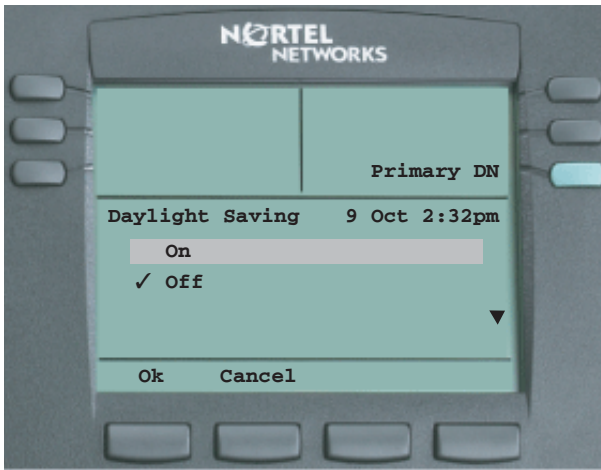 NORTEL
NETWORKS
Primary DN
Daylight Saving 9 Oct 2:32pm
On
✓ Off
Ok Cancel